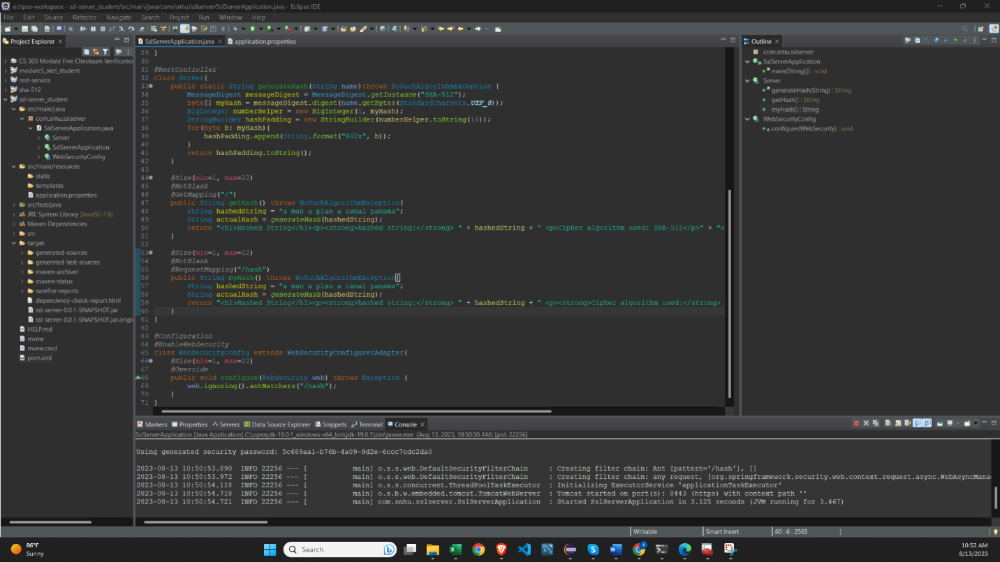 eclipse-workspace - ssl-server_student/src/main/java/com/snhu/sslserver/SslServerApplication.java - Eclipse IDE
File Edit Source Refactor Navigate Search Project Run Window Help
Project Explorer
CS 305 Module Five Checksum Verificatio
module5_skel_student
rest-service
sha-512
ssl-server_student
src/main/java
com.snhu.sslserver
SslServerApplication.java
Server
SslServerApplication
WebSecurityConfig
src/main/resources
static
templates
application.properties
src/test/java
JRE System Library [JavaSE-1.8]
Maven Dependencies
src
target
generated-sources
generated-test-sources
maven-archiver
maven-status
surefire-reports
dependency-check-report.html
ssl-server-0.0.1-SNAPSHOT.jar
ssl-server-0.0.1-SNAPSHOT.jar.origi
HELP.md
mvnw
mvnw.cmd
pom.xml
SslServerApplication.java application.properties
29 }
30
31 @RestController
32 class Server{
33 public static String generateHash(String name)throws NoSuchAlgorithmException {
34 MessageDigest messageDigest = MessageDigest.getInstance("SHA-512");
35 byte[] myHash = messageDigest.digest(name.getBytes(StandardCharsets.UTF_8));
36 BigInteger numberHelper = new BigInteger(1, myHash);
37 StringBuilder hashPadding = new StringBuilder(numberHelper.toString(16));
38 for(byte b: myHash){
39 hashPadding.append(String.format("%02x", b));
40 }
41 return hashPadding.toString();
42 }
43
44 @Size(min=1, max=22)
45 @NotBlank
46 @GetMapping("/")
47 public String getHash() throws NoSuchAlgorithmException{
48 String hashedString = "a man a plan a canal panama";
49 String actualHash = generateHash(hashedString);
50 return "<h1>Hashed String</h1><p><strong>hashed string:</strong> " + hashedString + " <p>Cipher algorithm used: SHA-512</p>" + "<
51 }
52
53 @Size(min=1, max=22)
54 @NotBlank
55 @RequestMapping("/hash")
56 public String myHash() throws NoSuchAlgorithmException{
57 String hashedString = "a man a plan a canal panama";
58 String actualHash = generateHash(hashedString);
59 return "<h1>Hashed String</h1><p><strong>hashed string:</strong> " + hashedString + " <p><strong>Cipher algorithm used:</strong>
60 }
61 }
62
63 @Configuration
64 @EnableWebSecurity
65 class WebSecurityConfig extends WebSecurityConfigurerAdapter{
66 @Size(min=1, max=22)
67 @Override
68 public void configure(WebSecurity web) throws Exception {
69 web.ignoring().antMatchers("/hash");
70 }
71 }
Outline
com.snhu.sslserver
SslServerApplication
main(String[]) : void
Server
generateHash(String) : String
getHash() : String
myHash() : String
WebSecurityConfig
configure(WebSecurity) : void
Markers Properties Servers Data Source Explorer Snippets Terminal Console
SslServerApplication [Java Application] C:\openjdk-19.0.1_windows-x64_bin\jdk-19.0.1\bin\javaw.exe (Aug 13, 2023, 10:50:50 AM) [pid: 22256]
Using generated security password: 5c689aa1-b76b-4a09-9d2e-6ccc7cdc2da0
2023-08-13 10:50:53.890 INFO 22256 --- [ main] o.s.s.web.DefaultSecurityFilterChain : Creating filter chain: Ant [pattern='/hash'], []
2023-08-13 10:50:53.972 INFO 22256 --- [ main] o.s.s.web.DefaultSecurityFilterChain : Creating filter chain: any request, [org.springframework.security.web.context.request.async.WebAsyncMana
2023-08-13 10:50:54.118 INFO 22256 --- [ main] o.s.s.concurrent.ThreadPoolTaskExecutor : Initializing ExecutorService 'applicationTaskExecutor'
2023-08-13 10:50:54.718 INFO 22256 --- [ main] o.s.b.w.embedded.tomcat.TomcatWebServer : Tomcat started on port(s): 8443 (https) with context path ''
2023-08-13 10:50:54.721 INFO 22256 --- [ main] com.snhu.sslserver.SslServerApplication : Started SslServerApplication in 3.125 seconds (JVM running for 3.467)
Writable Smart Insert 60 : 6 : 2565
86°F
Sunny
Search
10:52 AM
8/13/2023